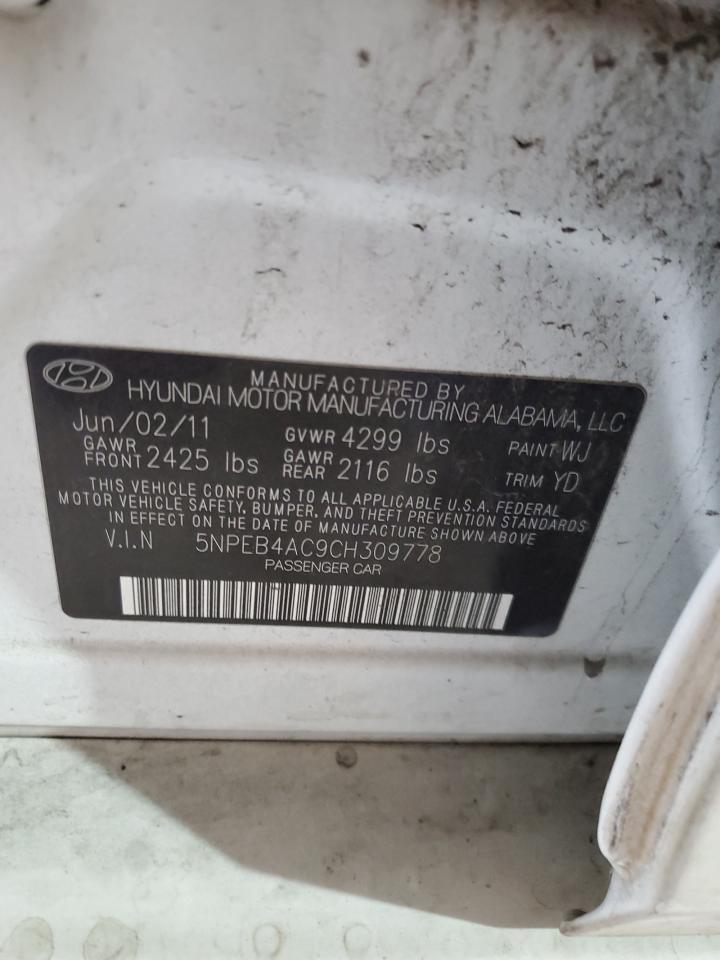 MANUFACTURED BY
HYUNDAI MOTOR MANUFACTURING ALABAMA, LLC
Jun/02/11 GVWR 4299 lbs PAINT WJ
GAWR FRONT 2425 lbs GAWR REAR 2116 lbs TRIM YD
THIS VEHICLE CONFORMS TO ALL APPLICABLE U.S.A. FEDERAL
MOTOR VEHICLE SAFETY, BUMPER, AND THEFT PREVENTION STANDARDS
IN EFFECT ON THE DATE OF MANUFACTURE SHOWN ABOVE
V.I.N 5NPEB4AC9CH309778
PASSENGER CAR